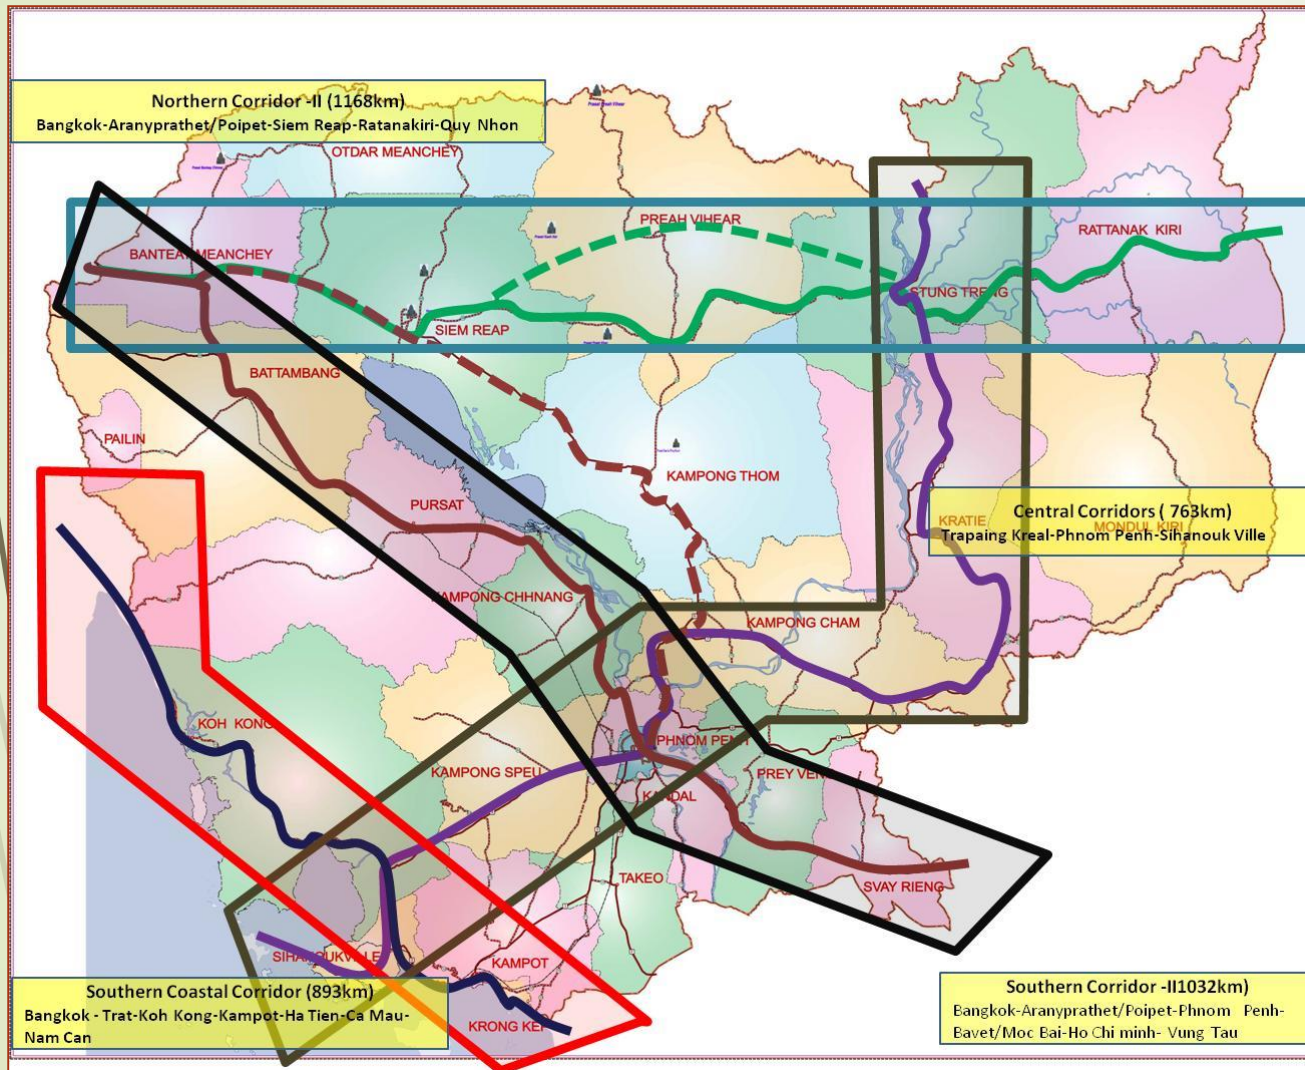 Northern Corridor -II (1168km)
Bangkok-Aranyprathet/Poipet-Siem Reap-Ratanakiri-Quy Nhon
OTDAR MEANCHEY
PREAH VIHEAR
RATTANAK KIRI
BANTEAY MEANCHEY
STUNG TRENG
SIEM REAP
BATTAMBANG
PAILIN
KAMPONG THOM
PURSAT
Central Corridors ( 763km)
KRATIE
MONDUL KIRI
Trapaing Kreal-Phnom Penh-Sihanouk Ville
KAMPONG CHHNANG
KAMPONG CHAM
KOH KONG
PHNOM PENH
KAMPONG SPEU
PREY VEN
KANDAL
TAKEO
SVAY RIENG
SIHANOUKVILLE
KAMPOT
Southern Coastal Corridor (893km)
Bangkok - Trat-Koh Kong-Kampot-Ha Tien-Ca Mau-
Nam Can
KRONG KEP
Southern Corridor -II1032km)
Bangkok-Aranyprathet/Poipet-Phnom Penh-
Bavet/Moc Bai-Ho Chi minh- Vung Tau